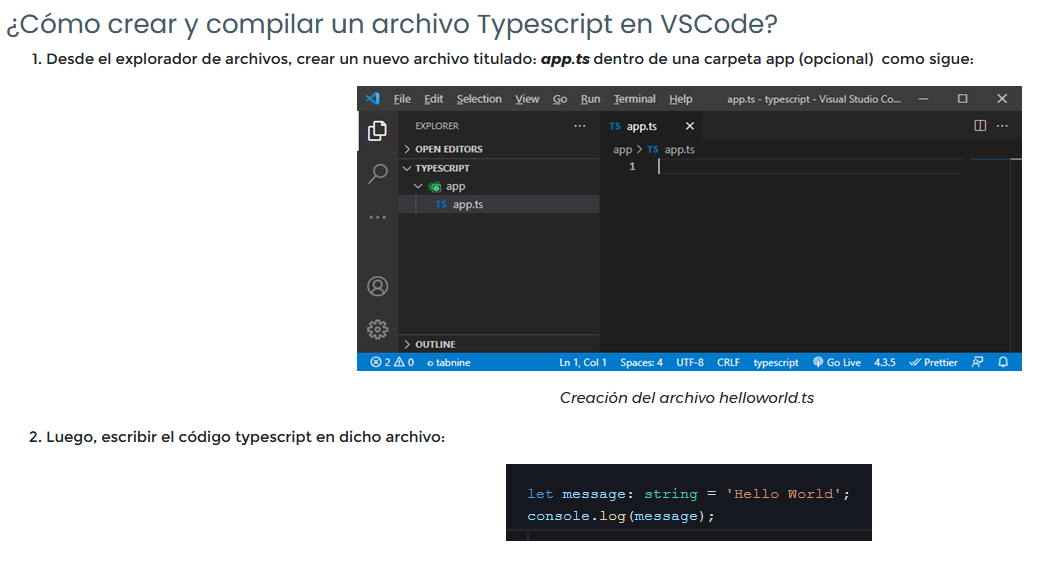 ¿Cómo crear y compilar un archivo Typescript en VSCode?
1. Desde el explorador de archivos, crear un nuevo archivo titulado: app.ts dentro de una carpeta app (opcional) como sigue:
File Edit Selection View Go Run Terminal Help app.ts - typescript - Visual Studio Co...
EXPLORER ... TS app.ts
OPEN EDITORS
app > TS app.ts
TYPESCRIPT
1
app
TS app.ts
OUTLINE
2 0 tabnine Ln 1, Col 1 Spaces: 4 UTF-8 CRLF typescript Go Live 4.3.5 Prettier
Creación del archivo helloworld.ts
2. Luego, escribir el código typescript en dicho archivo:
let message: string = 'Hello World';
console.log(message);